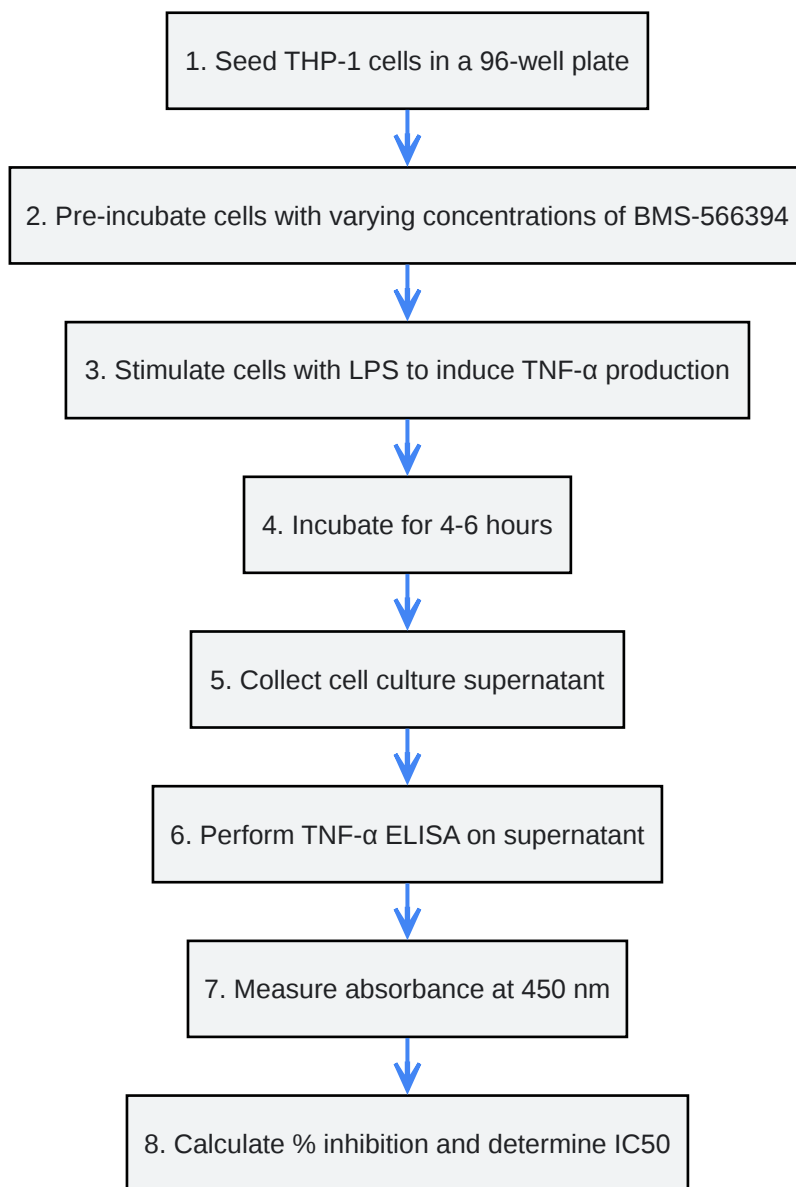 1. Seed THP-1 cells in a 96-well plate
2. Pre-incubate cells with varying concentrations of BMS-566394
3. Stimulate cells with LPS to induce TNF-α production
4. Incubate for 4-6 hours
5. Collect cell culture supernatant
6. Perform TNF-α ELISA on supernatant
7. Measure absorbance at 450 nm
8. Calculate % inhibition and determine IC50